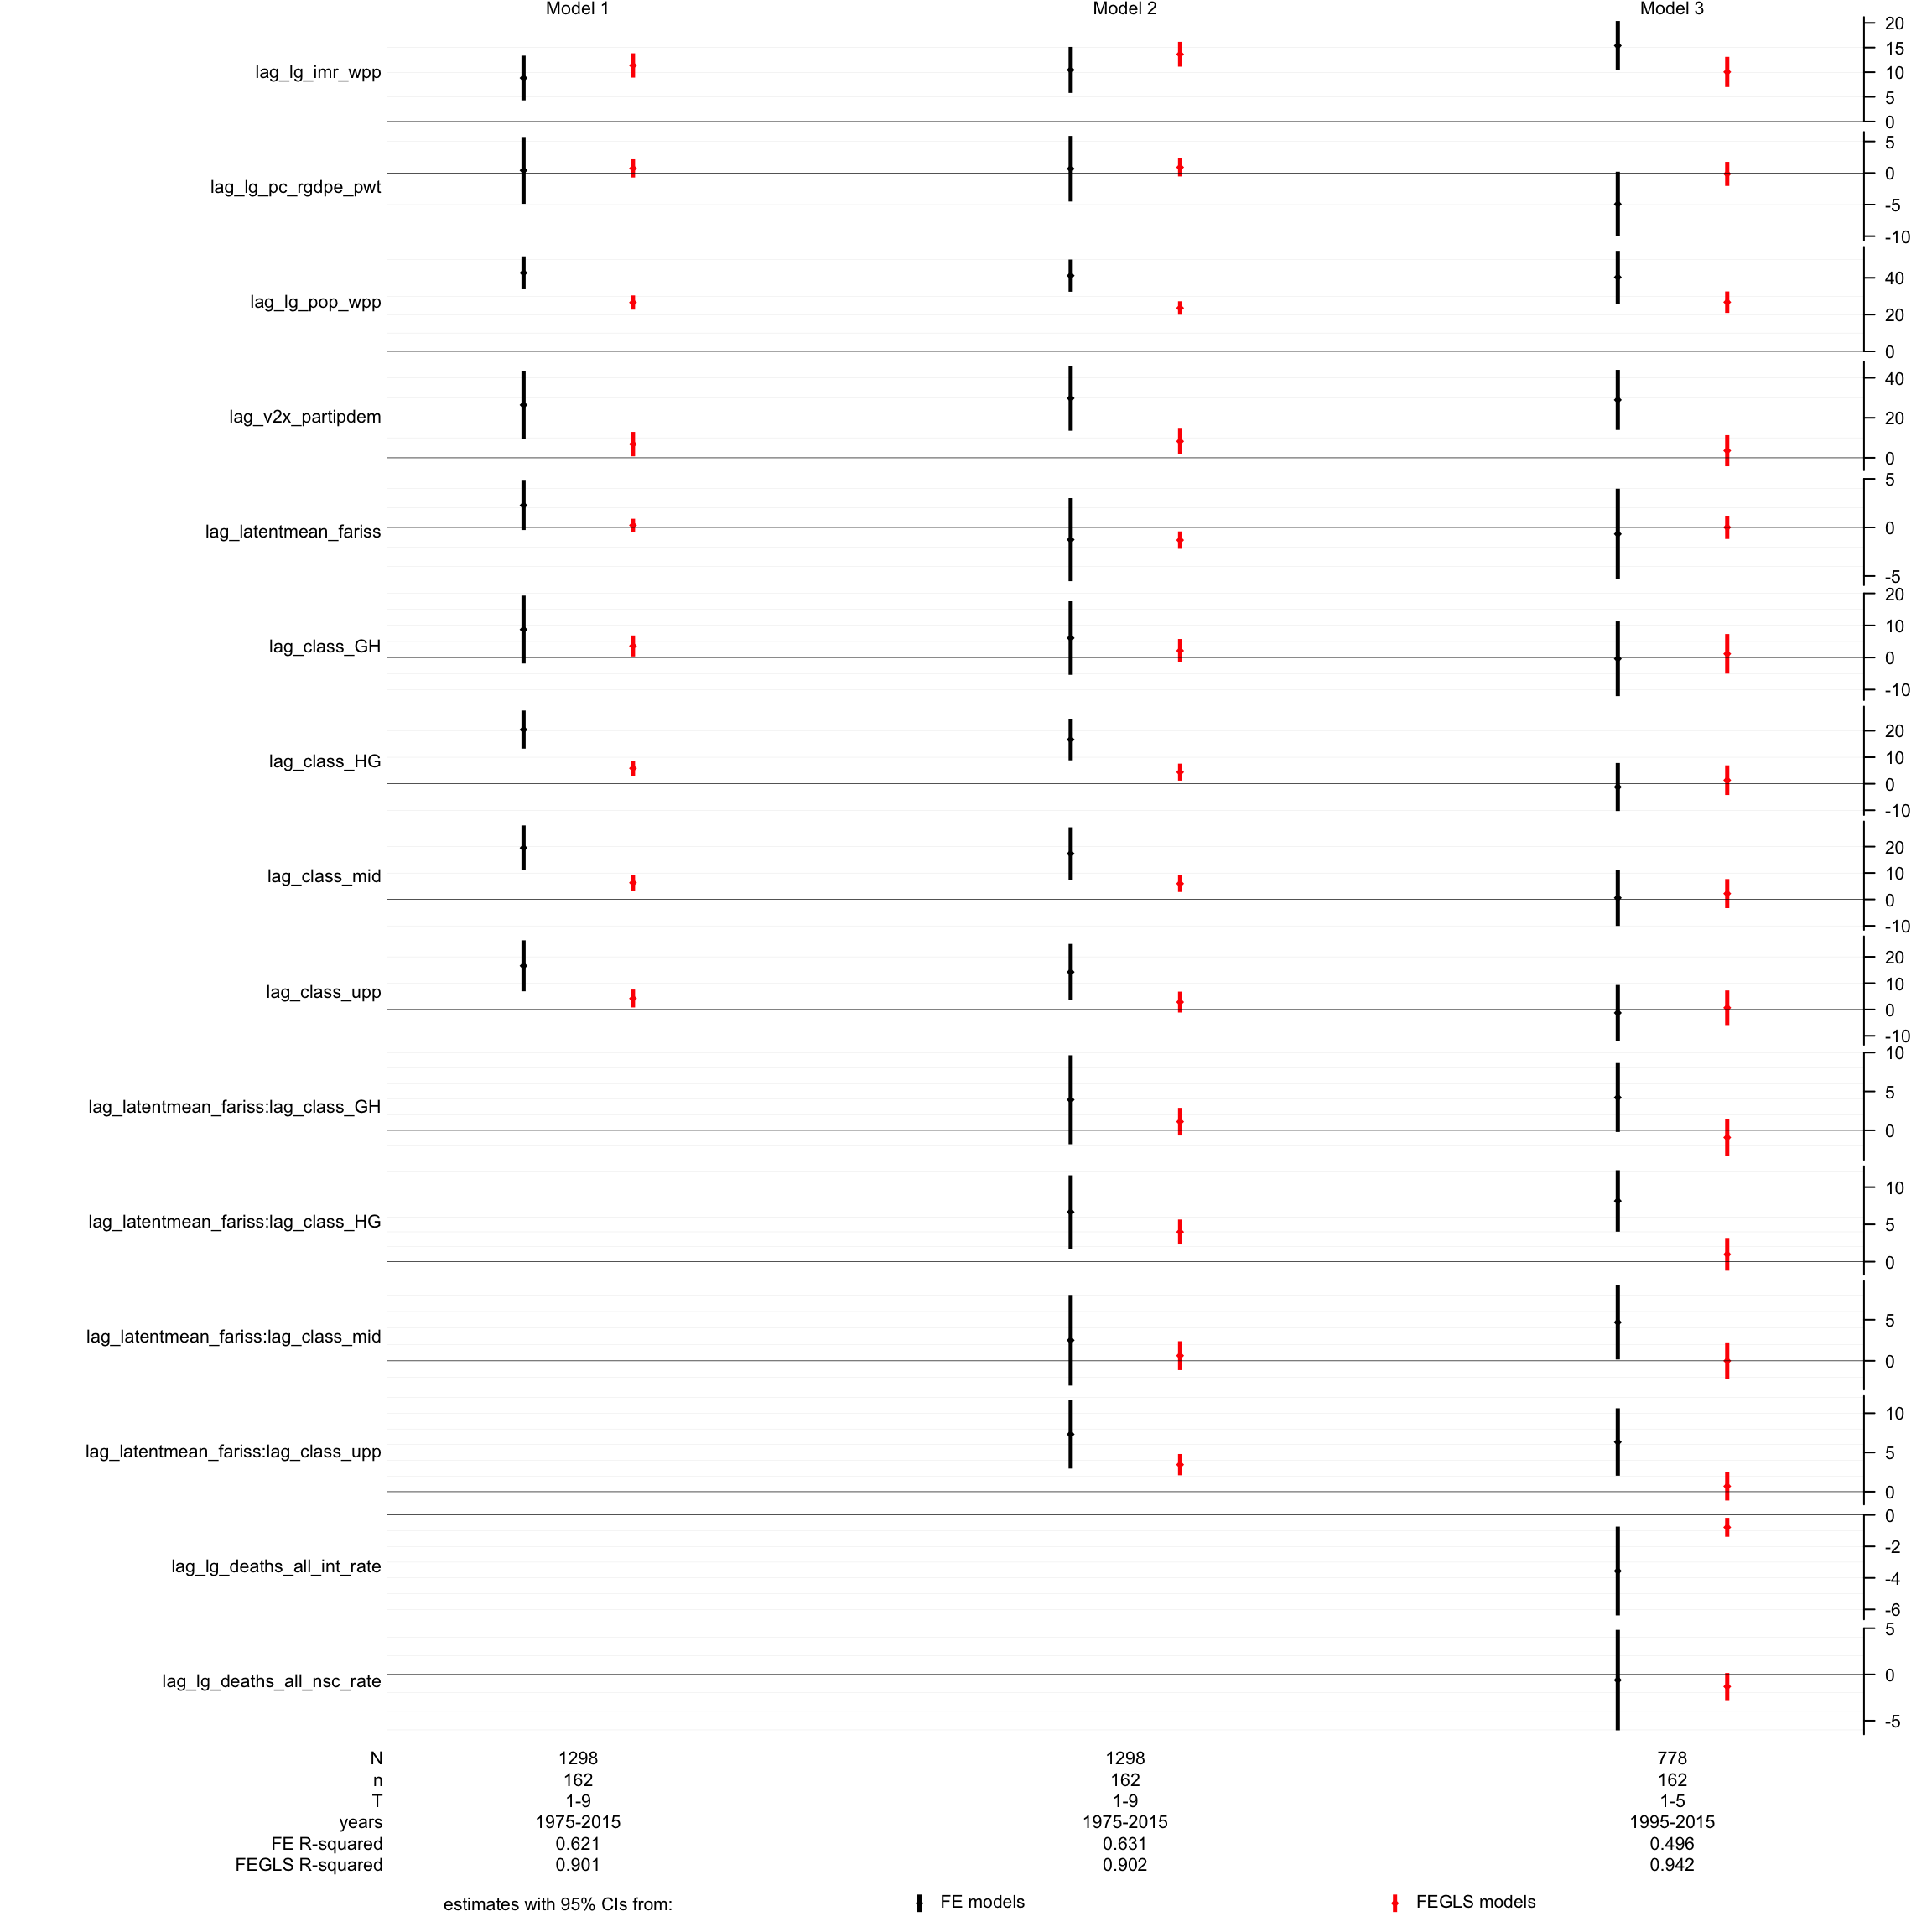 Model 1 Model 2 Model 3
lag_lg_imr_wpp
20
15
10
5
0
lag_lg_pc_rgdpe_pwt
5
0
-5
-10
lag_lg_pop_wpp
40
20
0
lag_v2x_partipdem
40
20
0
lag_latentmean_fariss
5
0
-5
lag_class_GH
20
10
0
-10
lag_class_HG
20
10
0
-10
lag_class_mid
20
10
0
-10
lag_class_upp
20
10
0
-10
lag_latentmean_fariss:lag_class_GH
10
5
0
lag_latentmean_fariss:lag_class_HG
10
5
0
lag_latentmean_fariss:lag_class_mid
5
0
lag_latentmean_fariss:lag_class_upp
10
5
0
lag_lg_deaths_all_int_rate
0
-2
-4
-6
lag_lg_deaths_all_nsc_rate
5
0
-5
N 1298 1298 778
n 162 162 162
T 1-9 1-9 1-5
years 1975-2015 1975-2015 1995-2015
FE R-squared 0.621 0.631 0.496
FEGLS R-squared 0.901 0.902 0.942
estimates with 95% CIs from: FE models FEGLS models